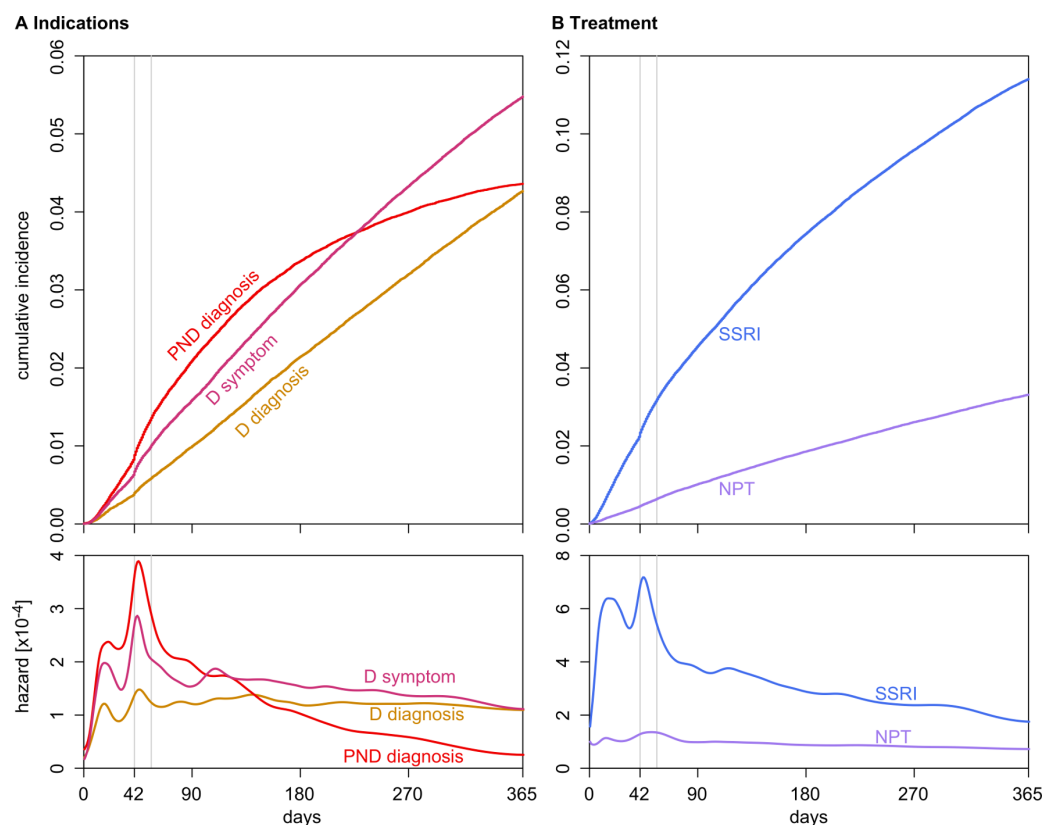 A Indications
cumulative incidence
0.00
0.01
0.02
0.03
0.04
0.05
0.06
PND diagnosis
D symptom
D diagnosis
hazard [x10-4]
0
1
2
3
4
D symptom
D diagnosis
PND diagnosis
0 42 90 180 270 365
days
B Treatment
0.00
0.02
0.04
0.06
0.08
0.10
0.12
SSRI
NPT
0
2
4
6
8
SSRI
NPT
0 42 90 180 270 365
days